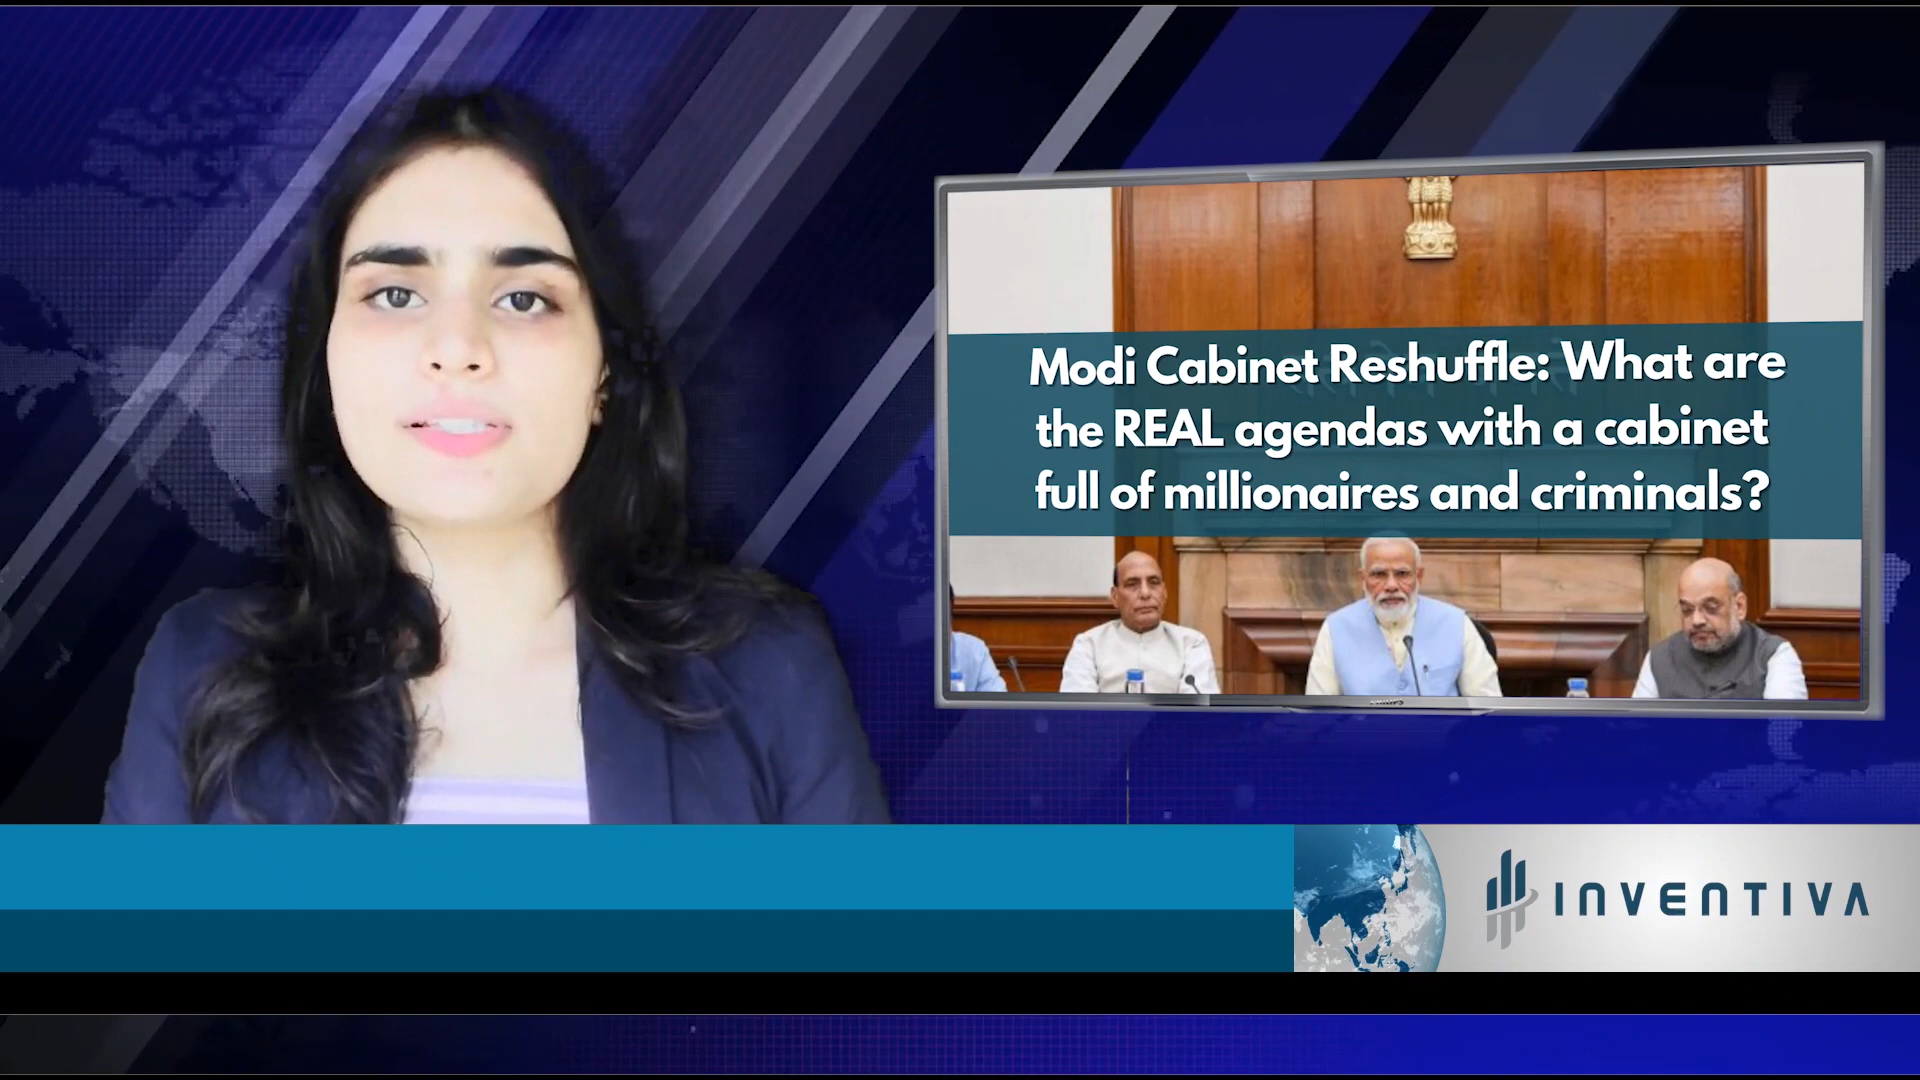 Modi Cabinet Reshuffle: What are
the REAL agendas with a cabinet
full of millionaires and criminals?
INVENTIVA